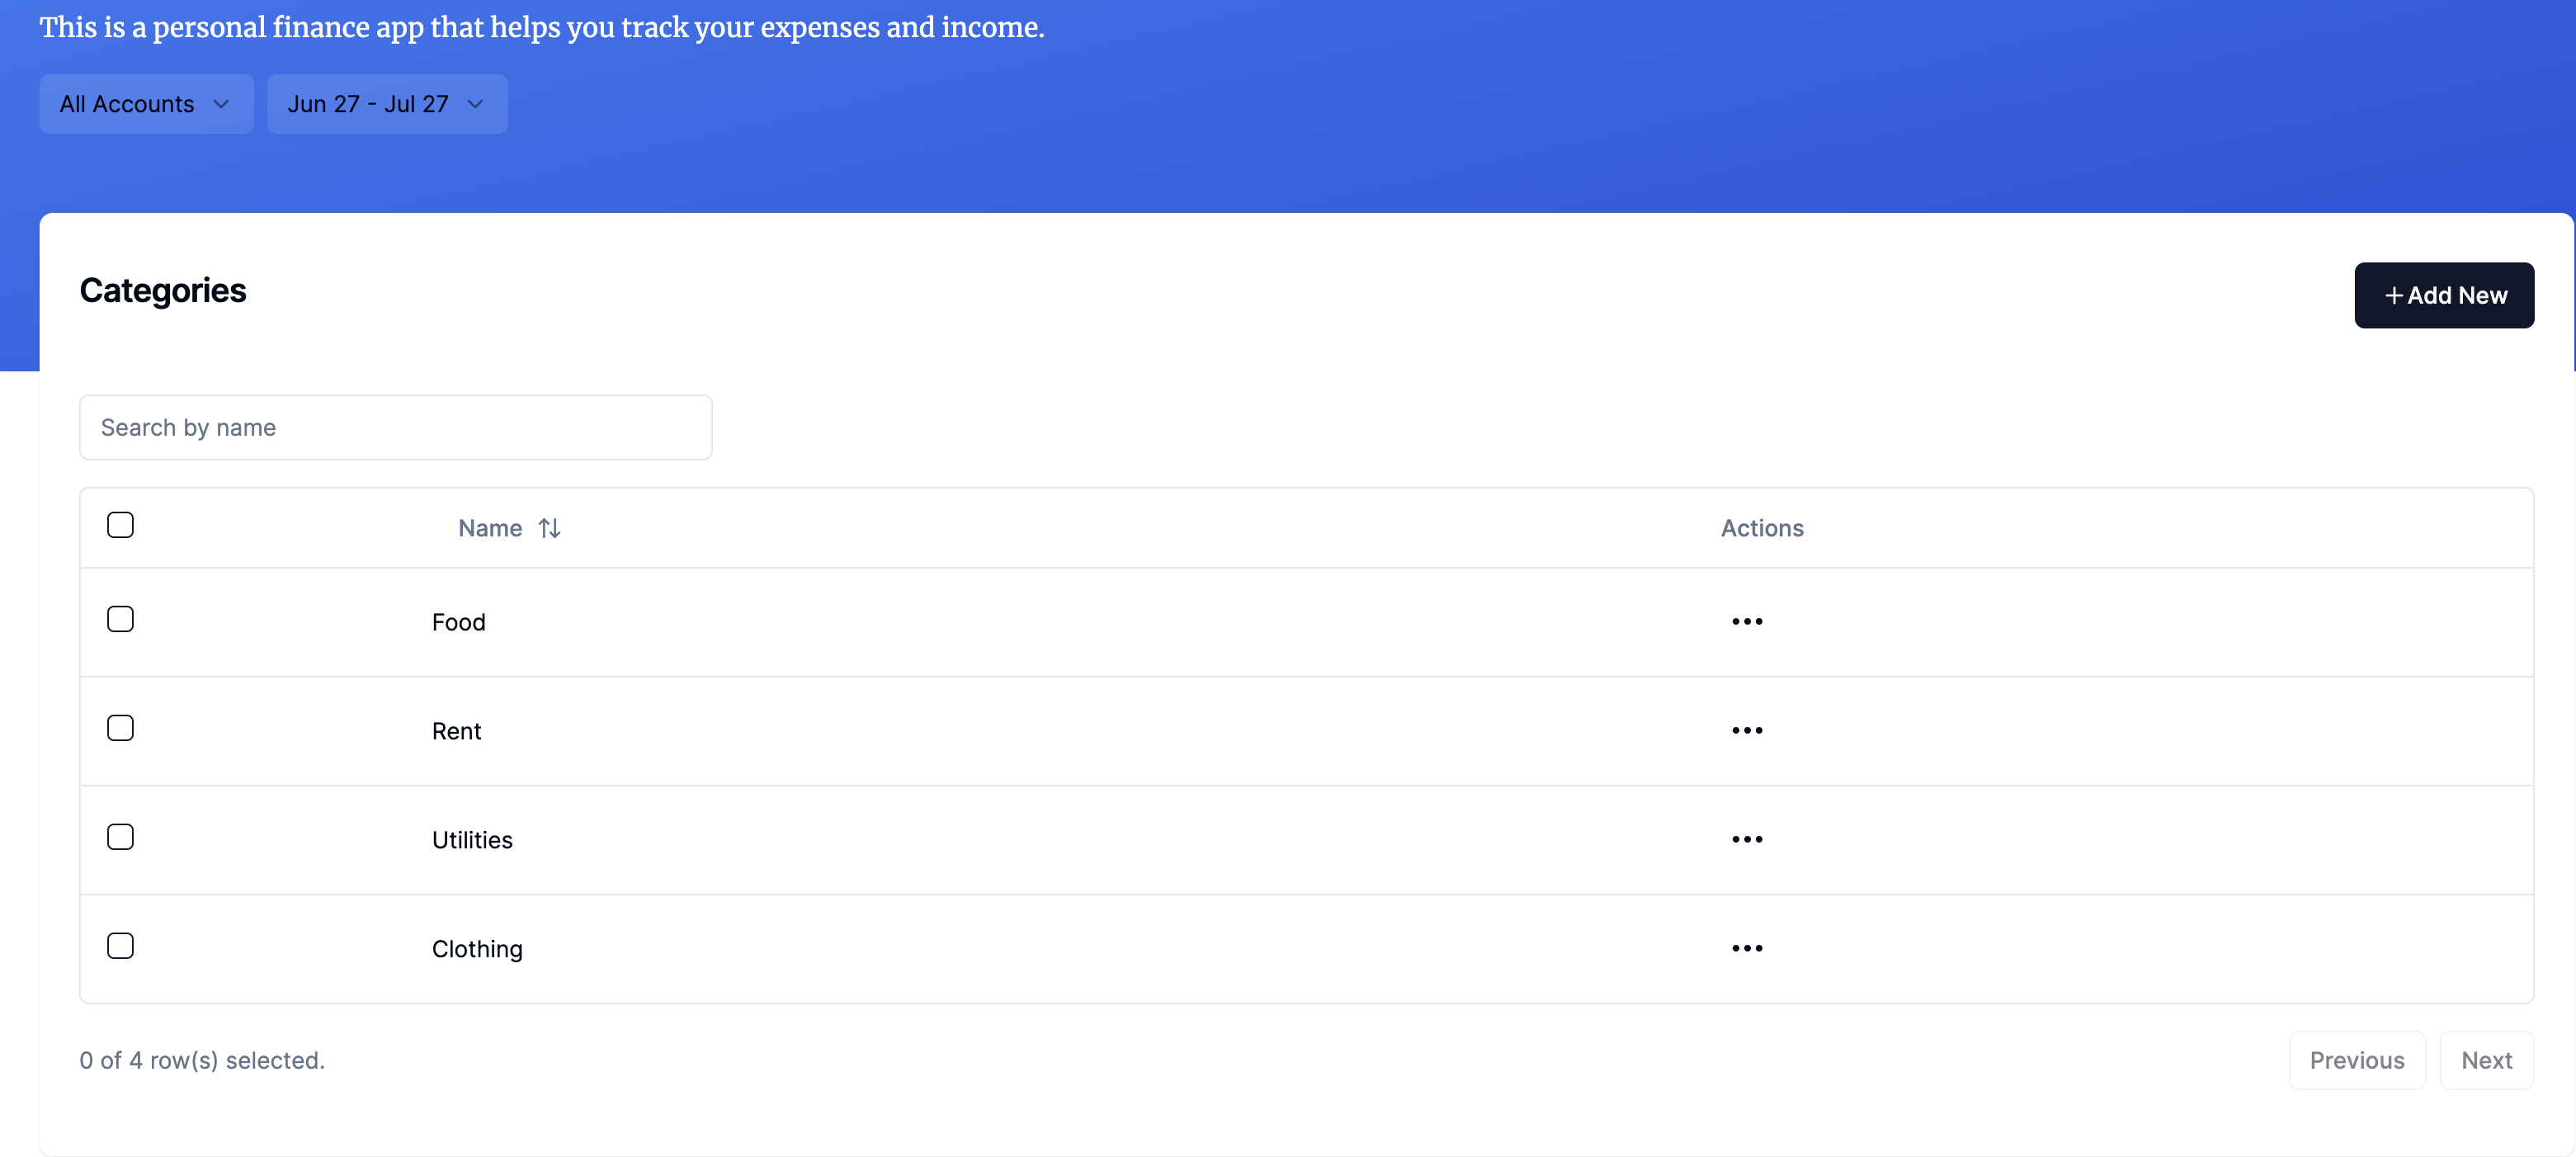 This is a personal finance app that helps you track your expenses and income.
All Accounts
Jun 27 - Jul 27
Categories
+ Add New
Search by name
Name Actions
Food
Rent
Utilities
Clothing
0 of 4 row(s) selected.
Previous Next